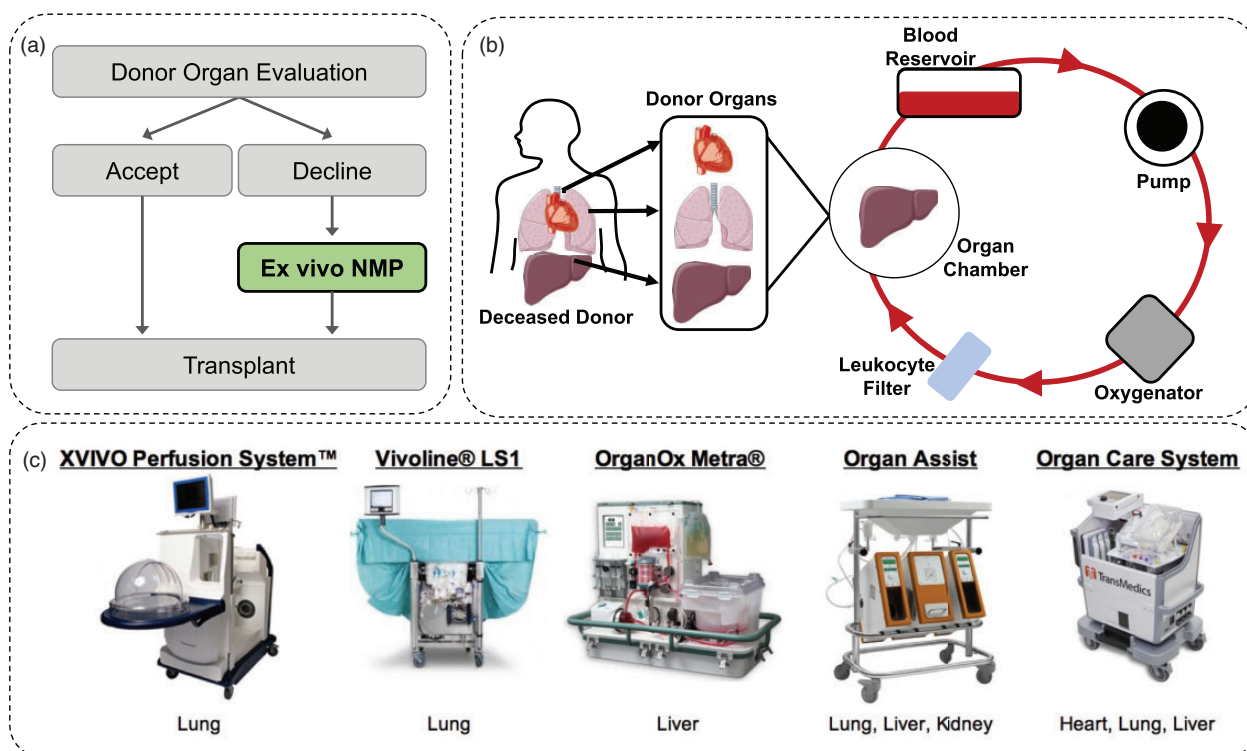 (a)
Donor Organ Evaluation
Accept
Decline
Ex vivo NMP
Transplant
(b)
Deceased Donor
Donor Organs
Blood
Reservoir
Pump
Organ
Chamber
Oxygenator
Leukocyte
Filter
(c)
XVIVO Perfusion System™
Vivoline® LS1
OrganOx Metra®
Organ Assist
Organ Care System
TransMedics
Lung
Lung
Liver
Lung, Liver, Kidney
Heart, Lung, Liver